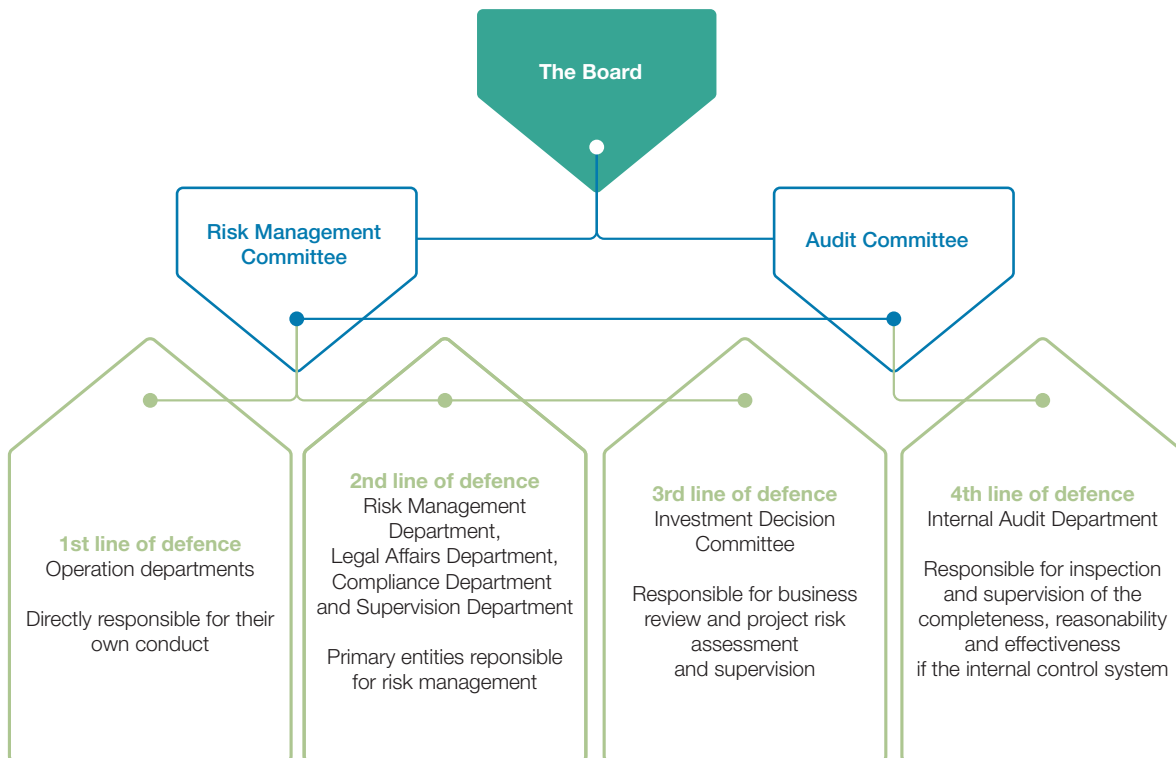 The Board
Risk Management
Committee
Audit Committee
1st line of defence
Operation departments
Directly responsible for their
own conduct
2nd line of defence
Risk Management
Department,
Legal Affairs Department,
Compliance Department
and Supervision Department
Primary entities reponsible
for risk management
3rd line of defence
Investment Decision
Committee
Responsible for business
review and project risk
assessment
and supervision
4th line of defence
Internal Audit Department
Responsible for inspection
and supervision of the
completeness, reasonability
and effectiveness
if the internal control system